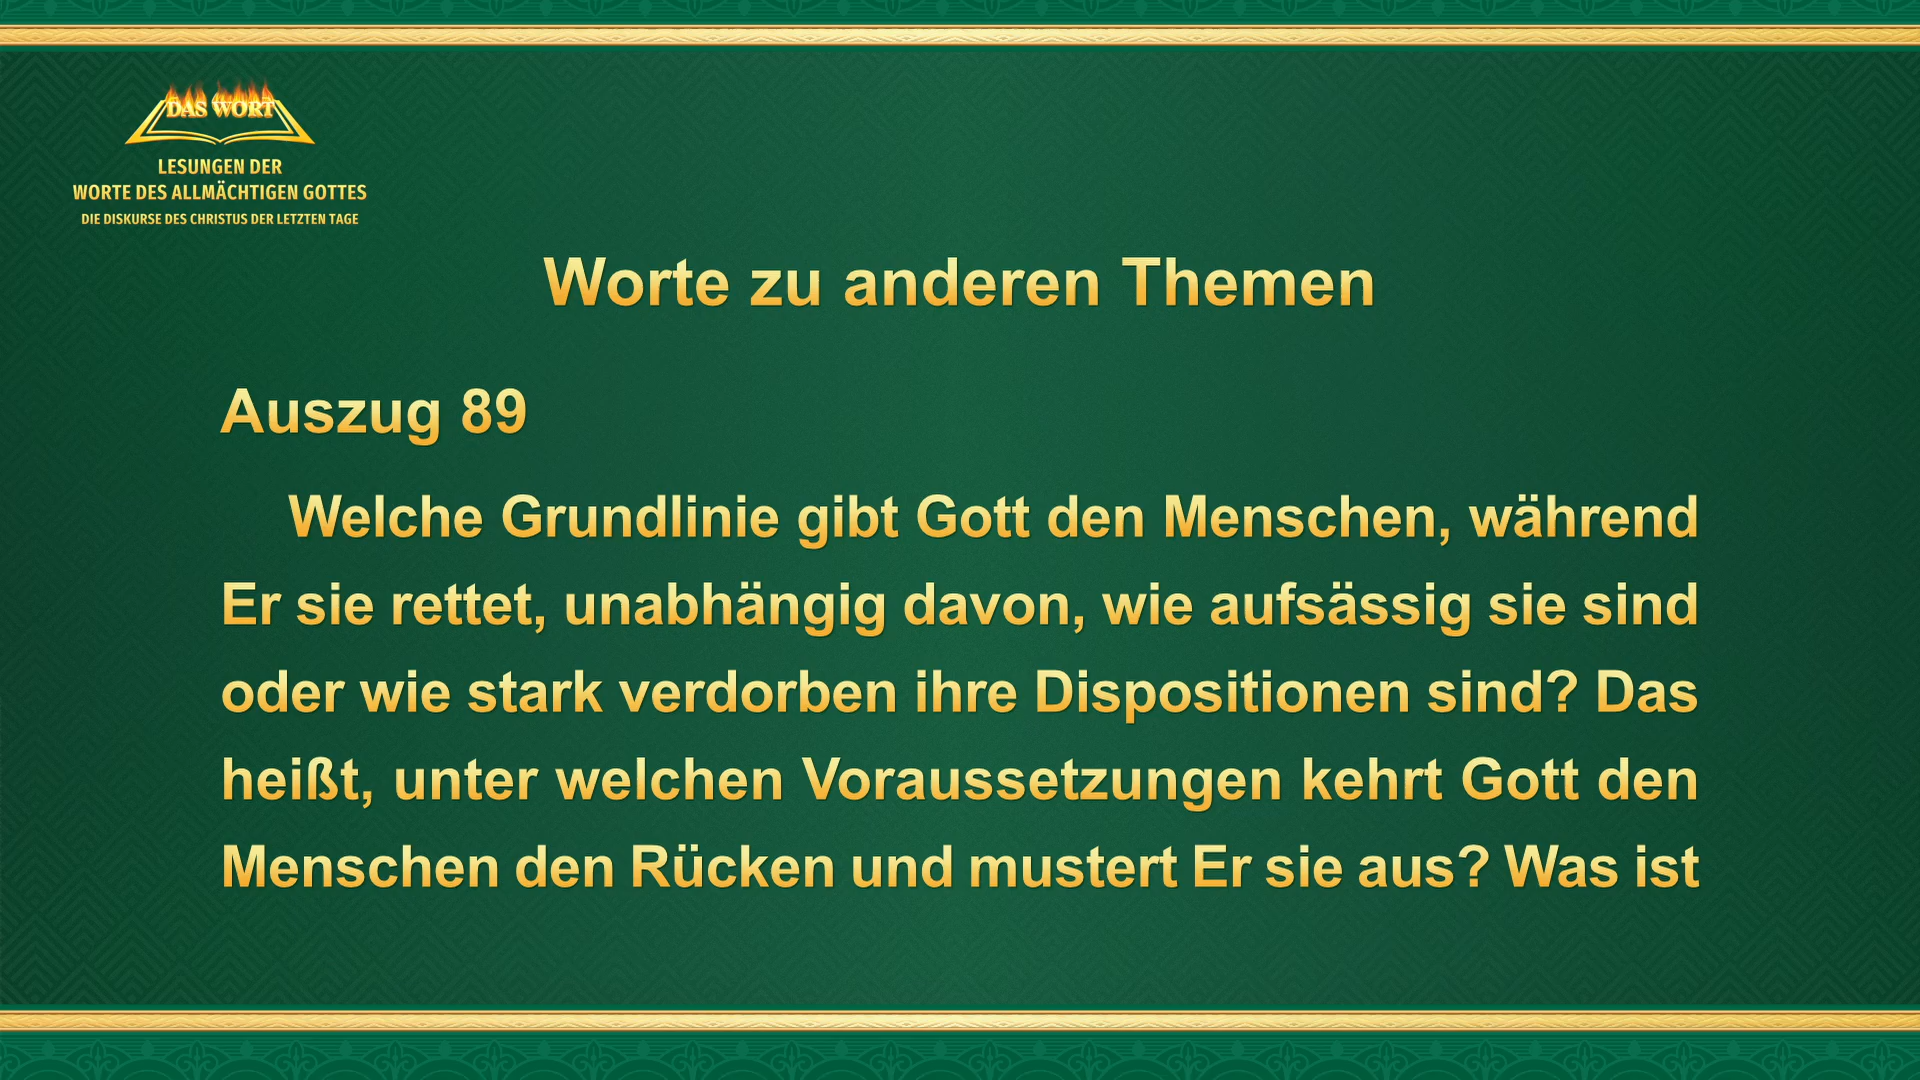 DAS WORT
LESUNGEN DER
WORTE DES ALLMÄCHTIGEN GOTTES
DIE DISKURSE DES CHRISTUS DER LETZTEN TAGE
Worte zu anderen Themen
Auszug 89
Welche Grundlinie gibt Gott den Menschen, während
Er sie rettet, unabhängig davon, wie aufsässig sie sind
oder wie stark verdorben ihre Dispositionen sind? Das
heißt, unter welchen Voraussetzungen kehrt Gott den
Menschen den Rücken und mustert Er sie aus? Was ist